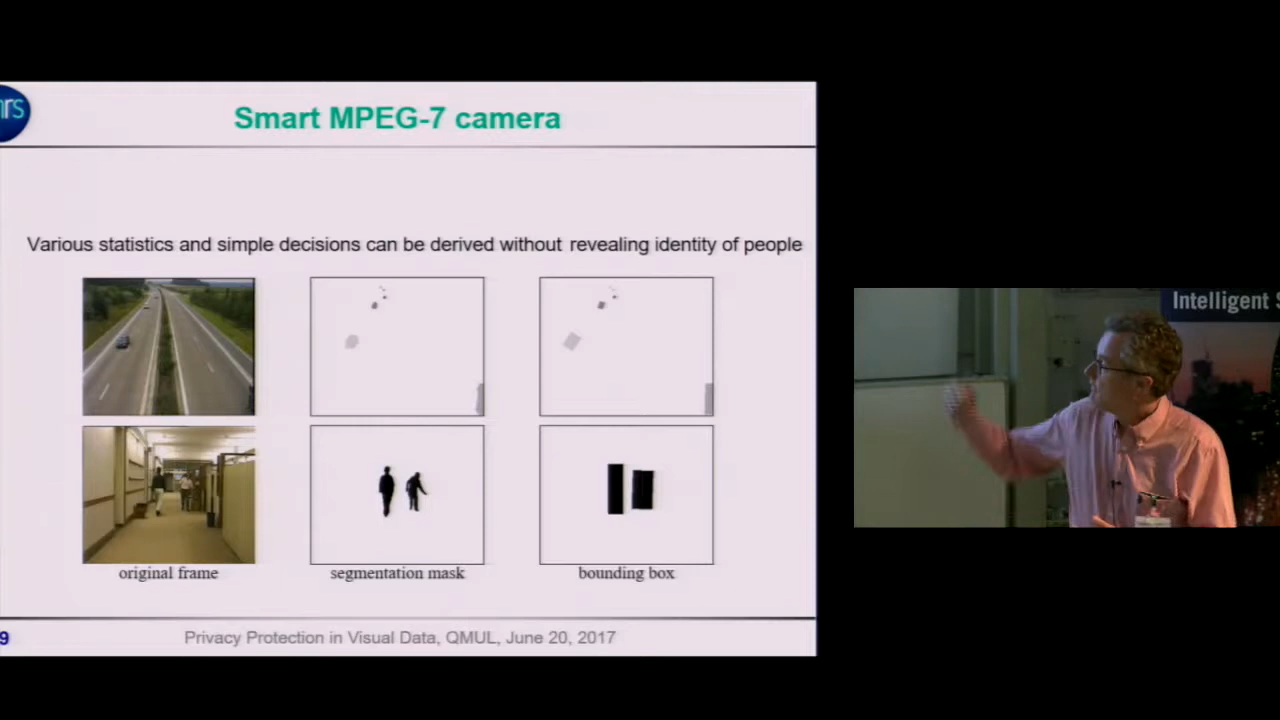 Smart MPEG-7 camera
Various statistics and simple decisions can be derived without revealing identity of people
original frame
segmentation mask
bounding box
9
Privacy Protection in Visual Data, QMUL, June 20, 2017
Intelligent S